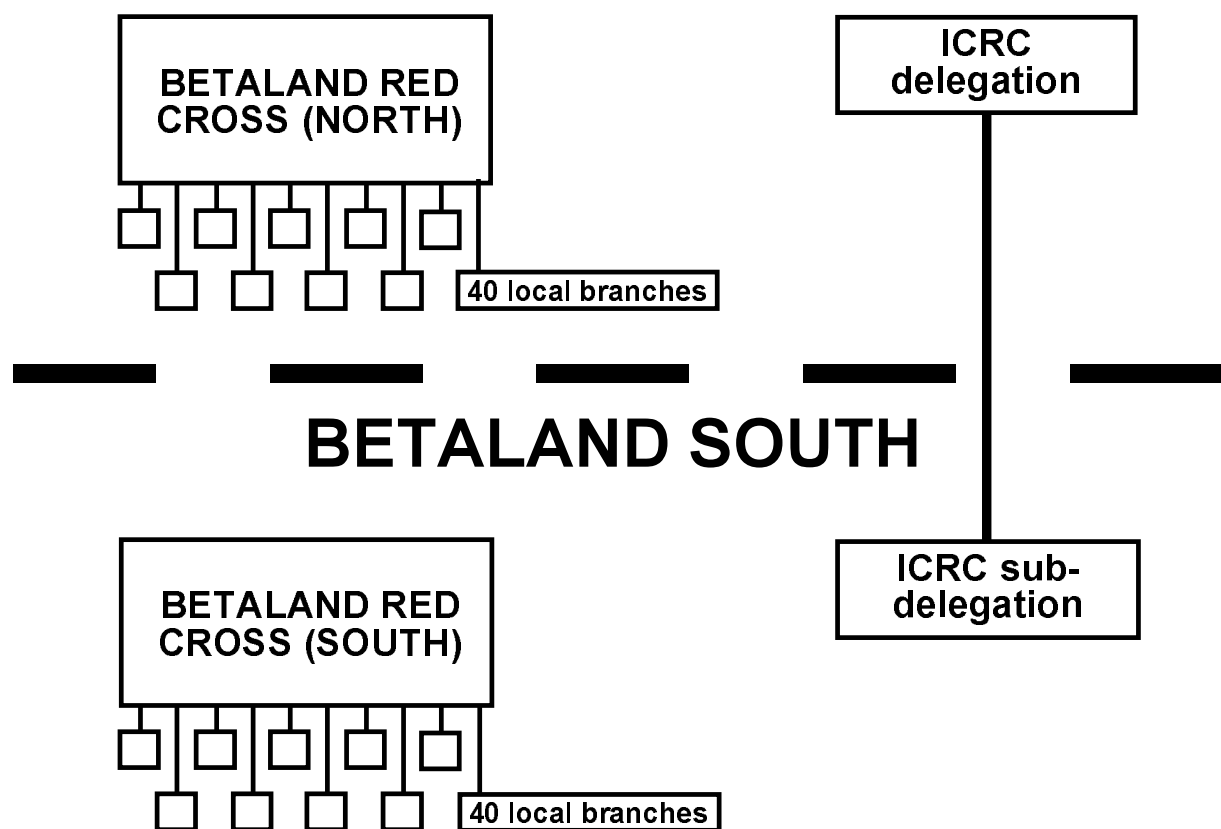 BETALAND RED
CROSS (NORTH)
ICRC
delegation
40 local branches
BETALAND SOUTH
BETALAND RED
CROSS (SOUTH)
ICRC sub-
delegation
40 local branches